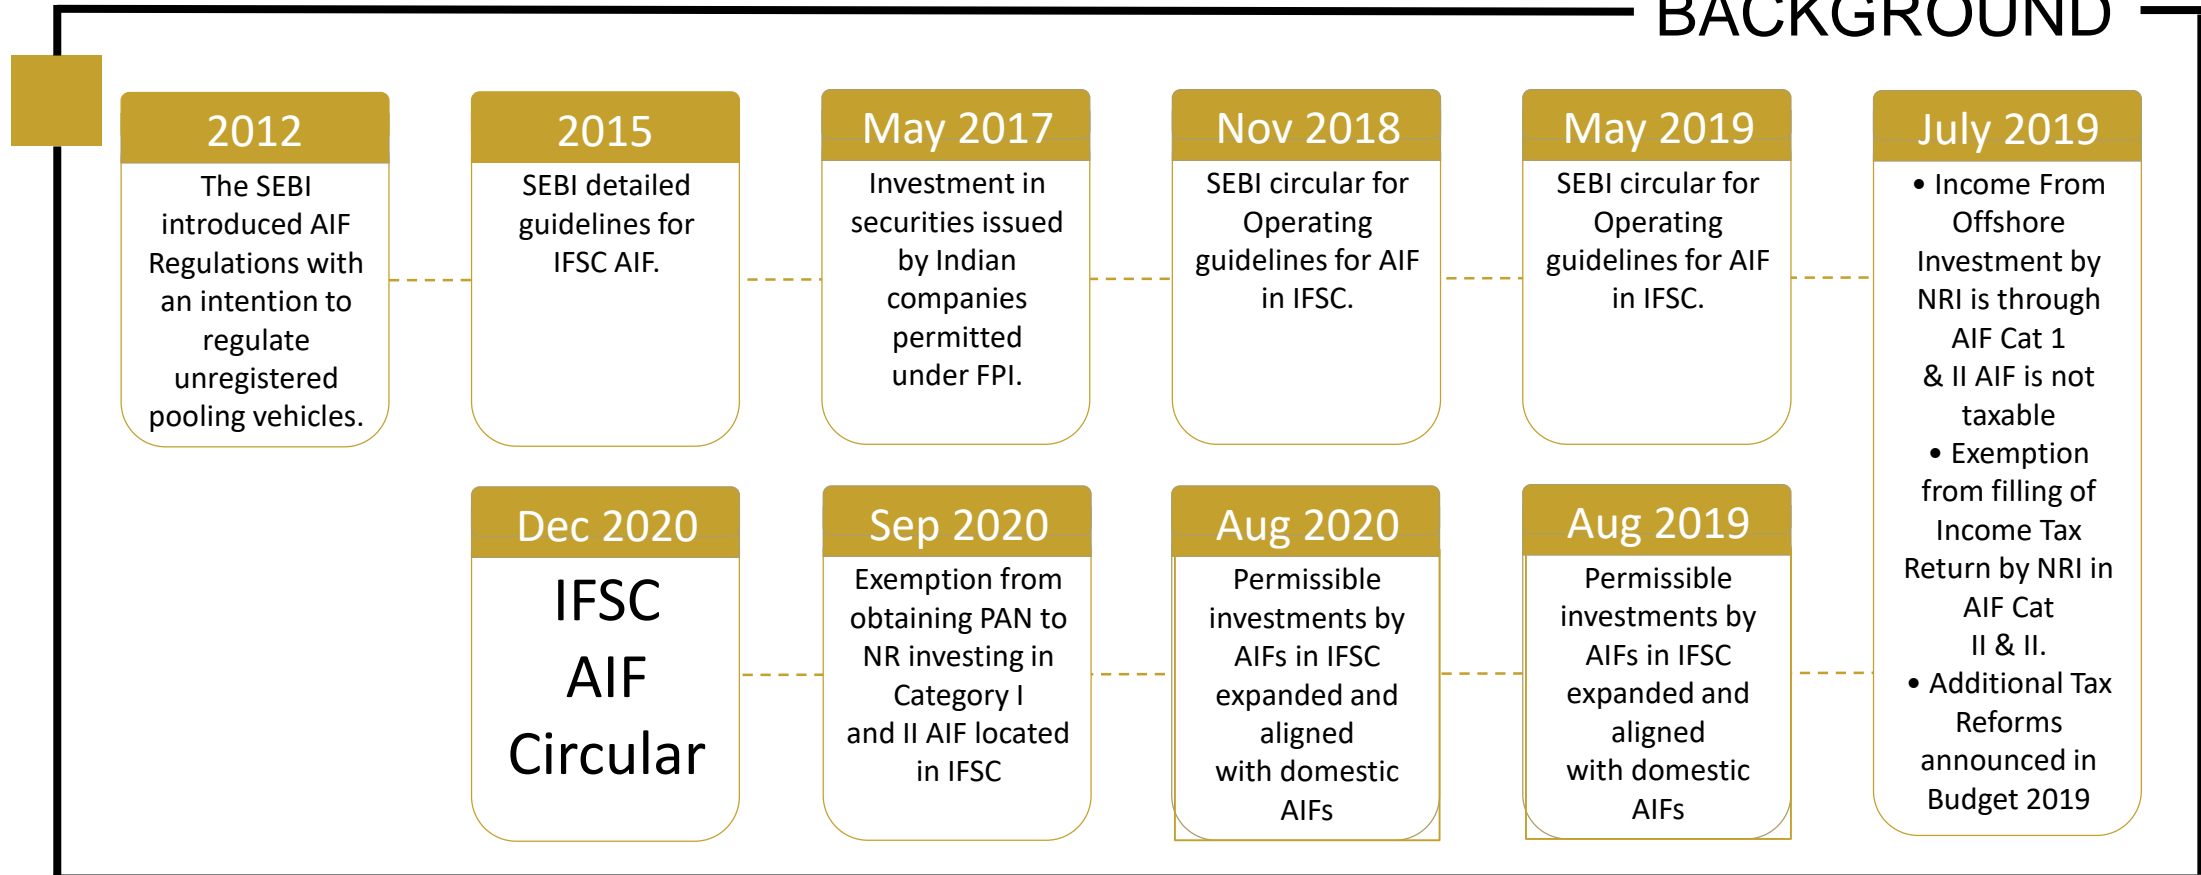 BACKGROUND
2012
The SEBI
introduced AIF
Regulations with
an intention to
regulate
unregistered
pooling vehicles.
2015
SEBI detailed
guidelines for
IFSC AIF.
May 2017
Investment in
securities issued
by Indian
companies
permitted
under FPI.
Nov 2018
SEBI circular for
Operating
guidelines for AIF
in IFSC.
May 2019
SEBI circular for
Operating
guidelines for AIF
in IFSC.
July 2019
• Income From
Offshore
Investment by
NRI is through
AIF Cat 1
& II AIF is not
taxable
• Exemption
from filling of
Income Tax
Return by NRI in
AIF Cat
II & II.
• Additional Tax
Reforms
announced in
Budget 2019
Dec 2020
IFSC
AIF
Circular
Sep 2020
Exemption from
obtaining PAN to
NR investing in
Category I
and II AIF located
in IFSC
Aug 2020
Permissible
investments by
AIFs in IFSC
expanded and
aligned
with domestic
AIFs
Aug 2019
Permissible
investments by
AIFs in IFSC
expanded and
aligned
with domestic
AIFs